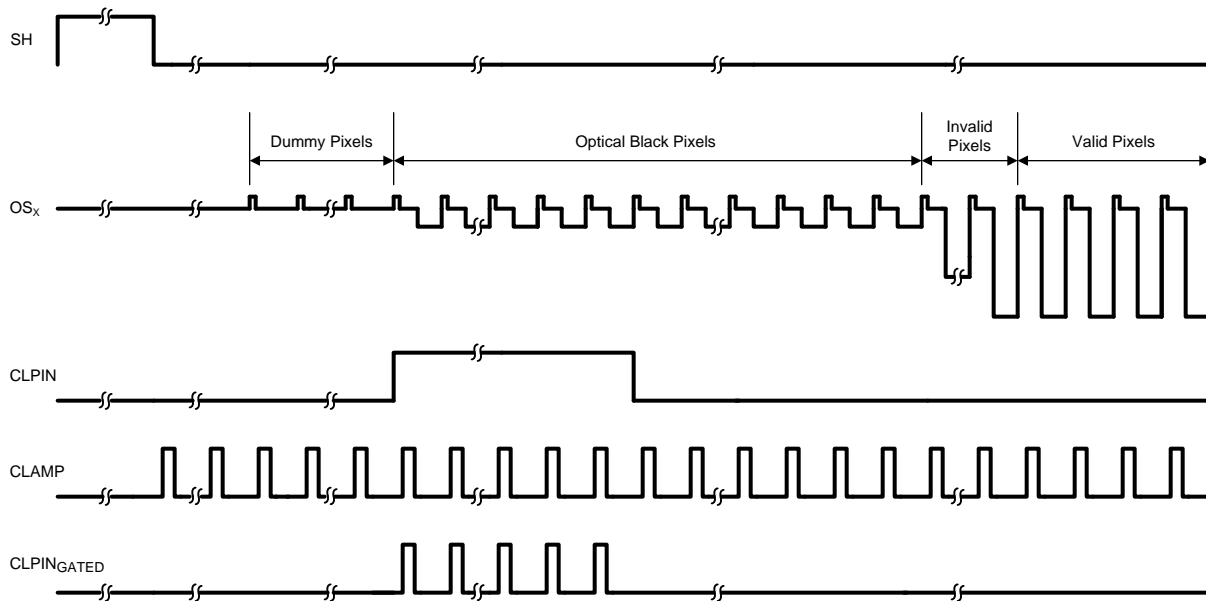 SH
Dummy Pixels
Optical Black Pixels
Invalid
Pixels
Valid Pixels
OSX
CLPIN
CLAMP
CLPINGATED